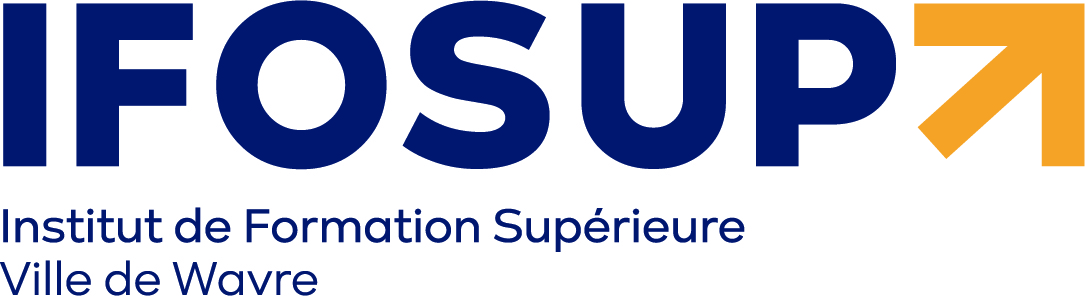 IFOSUP
Institut de Formation Supérieure
Ville de Wavre